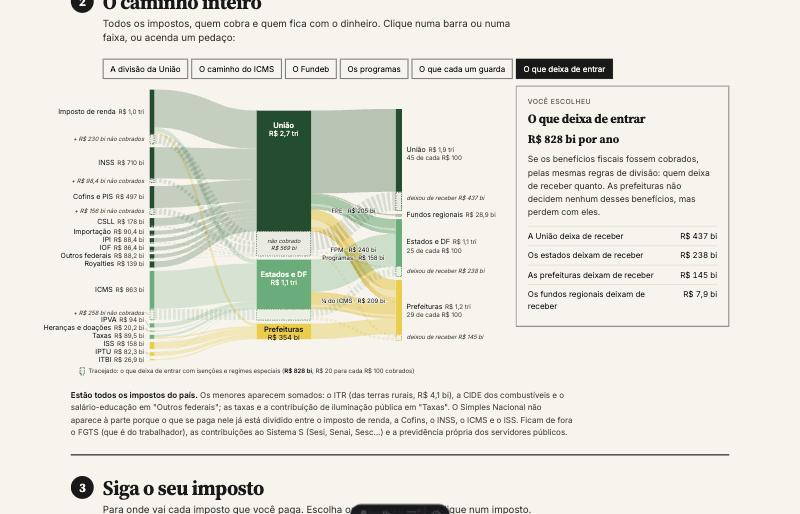 2 O caminho inteiro
Todos os impostos, quem cobra e quem fica com o dinheiro. Clique numa barra ou numa
faixa, ou acenda um pedaço:
A divisão da União
O caminho do ICMS
O Fundeb
Os programas
O que cada um guarda
O que deixa de entrar
Imposto de renda R$ 1,0 tri
+ R$ 230 bi não cobrados
INSS R$ 710 bi
+ R$ 98,4 bi não cobrados
Cofins e PIS R$ 497 bi
+ R$ 156 bi não cobrados
CSLL R$ 178 bi
Importação R$ 90,4 bi
IPI R$ 88,4 bi
IOF R$ 86,4 bi
Outros federais R$ 88,2 bi
Royalties R$ 139 bi
ICMS R$ 863 bi
+ R$ 258 bi não cobrados
IPVA R$ 94 bi
Heranças e doações R$ 20,2 bi
Taxas R$ 89,5 bi
ISS R$ 158 bi
IPTU R$ 82,3 bi
ITBI R$ 26,9 bi
União
R$ 2,7 tri
não cobrado
R$ 569 bi
Estados e DF
R$ 1,1 tri
Prefeituras
R$ 354 bi
FPE · R$ 205 bi
FPM · R$ 240 bi
Programas · R$ 158 bi
¼ do ICMS · R$ 209 bi
União R$ 1,9 tri
45 de cada R$ 100
deixou de receber R$ 437 bi
Fundos regionais R$ 28,9 bi
Estados e DF R$ 1,1 tri
25 de cada R$ 100
deixou de receber R$ 238 bi
Prefeituras R$ 1,2 tri
29 de cada R$ 100
deixou de receber R$ 145 bi
Tracejado: o que deixa de entrar com isenções e regimes especiais (R$ 828 bi, R$ 20 para cada R$ 100 cobrados)
VOCÊ ESCOLHEU
O que deixa de entrar
R$ 828 bi por ano
Se os benefícios fiscais fossem cobrados,
pelas mesmas regras de divisão: quem deixa
de receber quanto. As prefeituras não
decidem nenhum desses benefícios, mas
perdem com eles.
A União deixa de receber R$ 437 bi
Os estados deixam de receber R$ 238 bi
As prefeituras deixam de receber R$ 145 bi
Os fundos regionais deixam de R$ 7,9 bi
receber
Estão todos os impostos do país. Os menores aparecem somados: o ITR (das terras rurais, R$ 4,1 bi), a CIDE dos combustíveis e o
salário-educação em "Outros federais"; as taxas e a contribuição de iluminação pública em "Taxas". O Simples Nacional não
aparece à parte porque o que se paga nele já está dividido entre o imposto de renda, a Cofins, o INSS, o ICMS e o ISS. Ficam de fora
o FGTS (que é do trabalhador), as contribuições ao Sistema S (Sesi, Senai, Sesc...) e a previdência própria dos servidores públicos.
3 Siga o seu imposto
Para onde vai cada imposto que você paga. Escolha o
que num imposto.